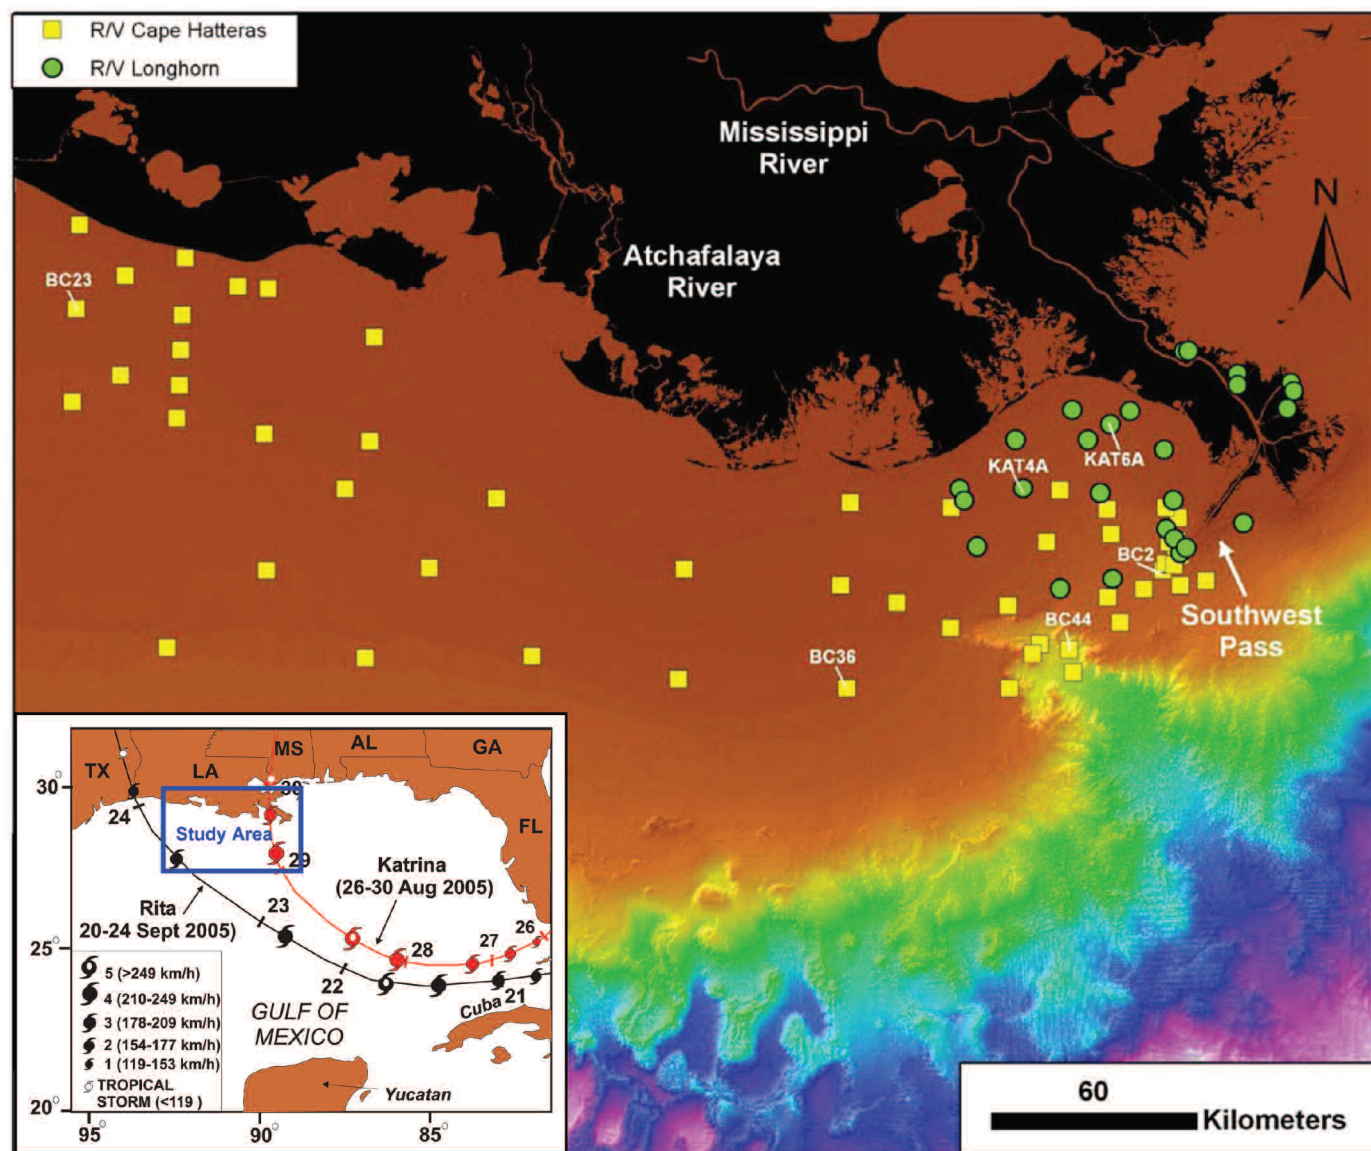 R/V Cape Hatteras
R/V Longhorn
Mississippi
River
N
Atchafalaya
River
BC23
KAT4A
KAT6A
BC2
Southwest
Pass
BC44
BC36
TX
LA
MS
AL
GA
FL
30°
30
24
Study Area
29
Katrina
(26-30 Aug 2005)
Rita
20-24 Sept 2005)
23
28
27
26
25°
22
21
Cuba
5 (>249 km/h)
4 (210-249 km/h)
3 (178-209 km/h)
2 (154-177 km/h)
1 (119-153 km/h)
TROPICAL
STORM (<119 )
GULF OF
MEXICO
Yucatan
20°
95°
90°
85°
60
Kilometers